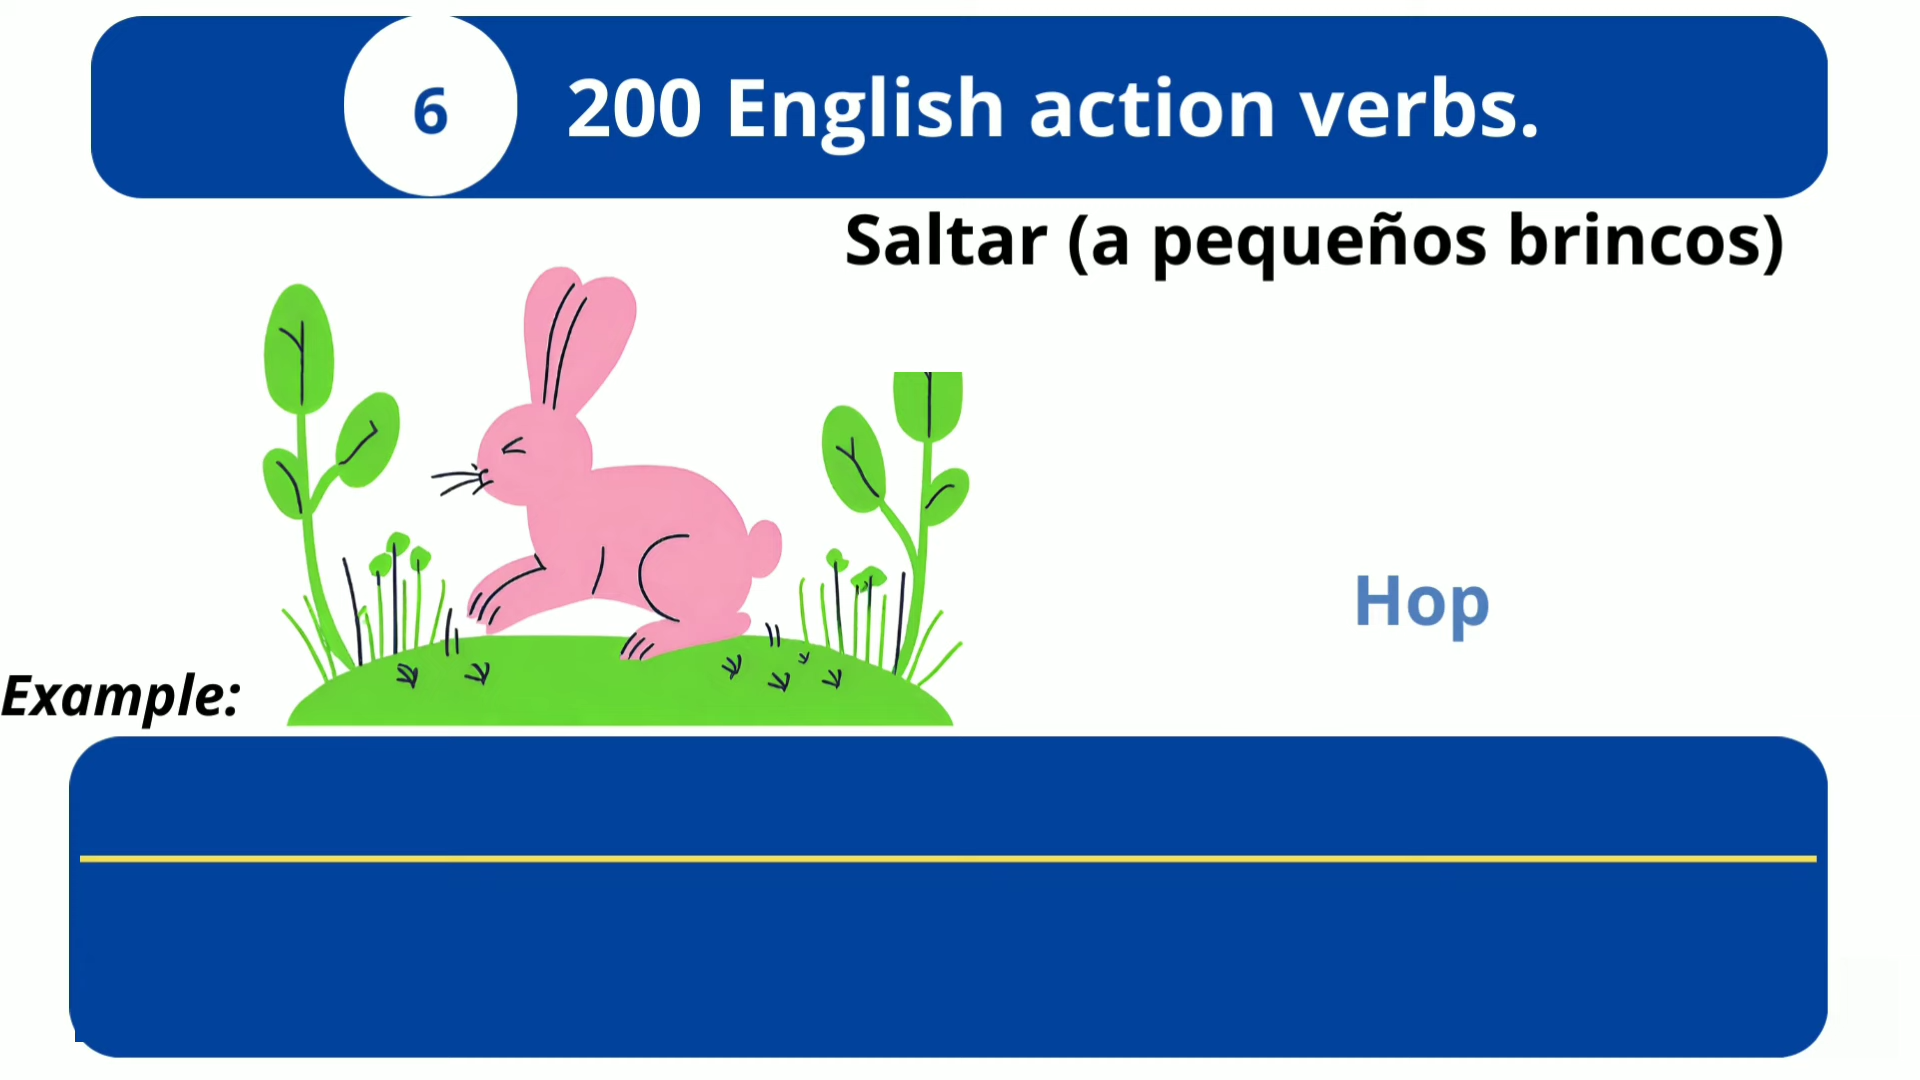 6
200 English action verbs.
Saltar (a pequeños brincos)
Hop
Example: